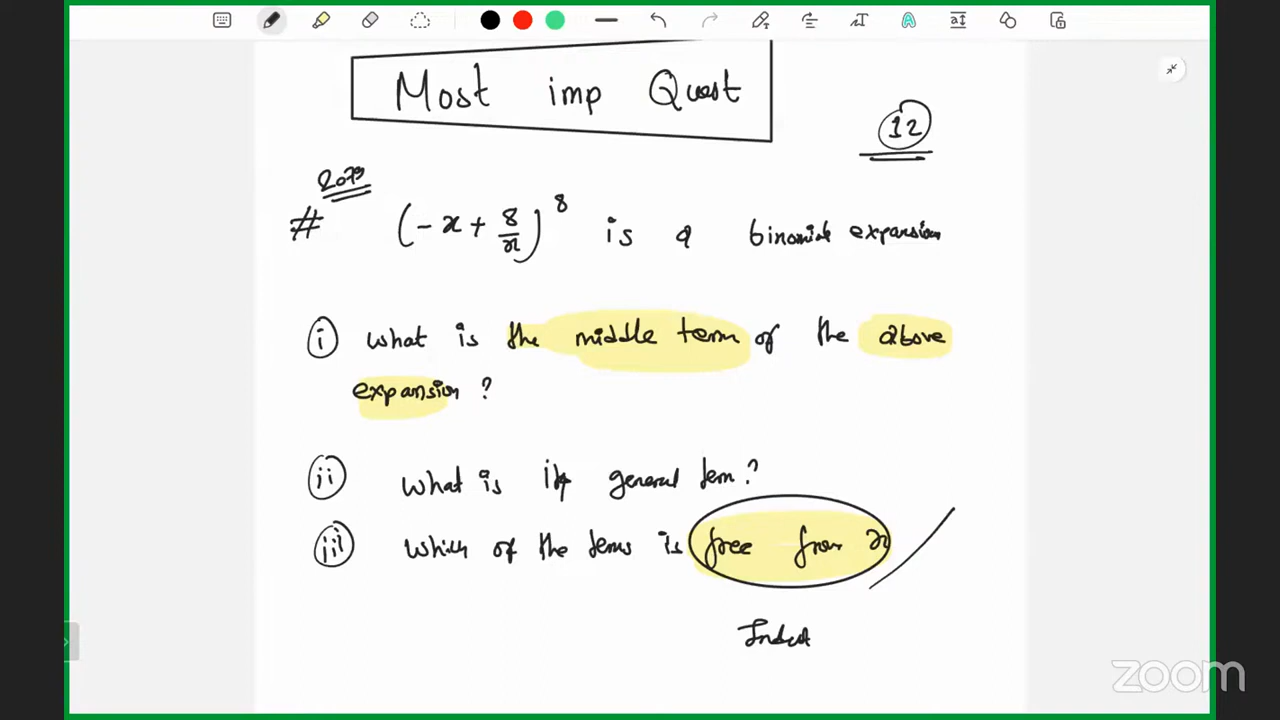 Most imp Quest
12
2079
# (-x + 8/x)^8 is a binomial expansion
i what is the middle term of the above
expansion ?
ii What is its general term ?
iii Which of the terms is free from x
zoom